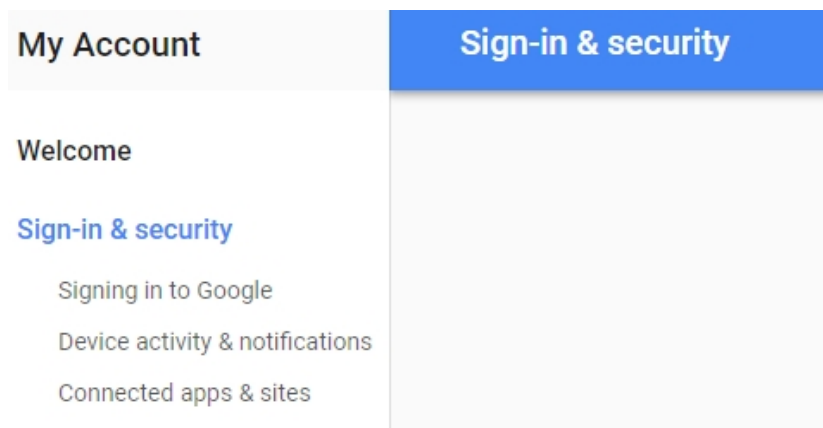 My Account
Sign-in & security
Welcome
Sign-in & security
Signing in to Google
Device activity & notifications
Connected apps & sites